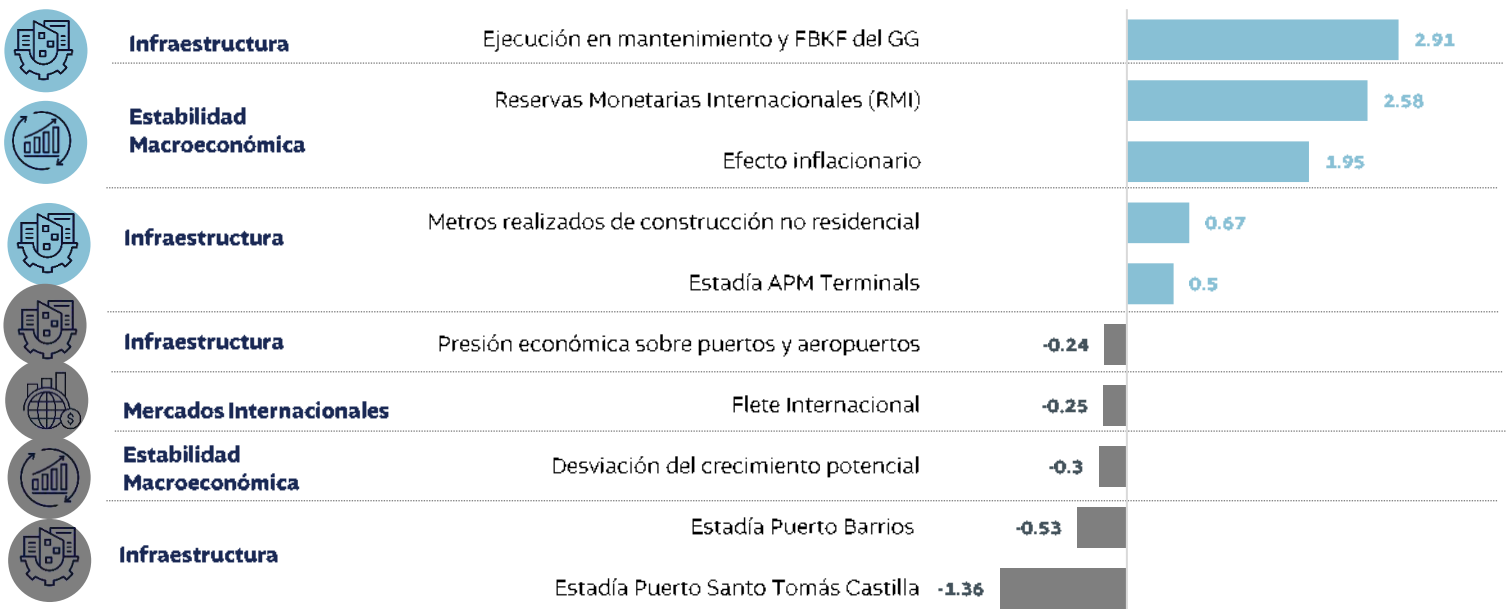 Infraestructura
Ejecución en mantenimiento y FBKF del GG
2.91
Estabilidad
Macroeconómica
Reservas Monetarias Internacionales (RMI)
2.58
Efecto inflacionario
1.95
Infraestructura
Metros realizados de construcción no residencial
0.67
Estadía APM Terminals
0.5
Infraestructura
Presión económica sobre puertos y aeropuertos
-0.24
Mercados Internacionales
Flete Internacional
-0.25
Estabilidad
Macroeconómica
Desviación del crecimiento potencial
-0.3
Infraestructura
Estadía Puerto Barrios
-0.53
Estadía Puerto Santo Tomás Castilla
-1.36